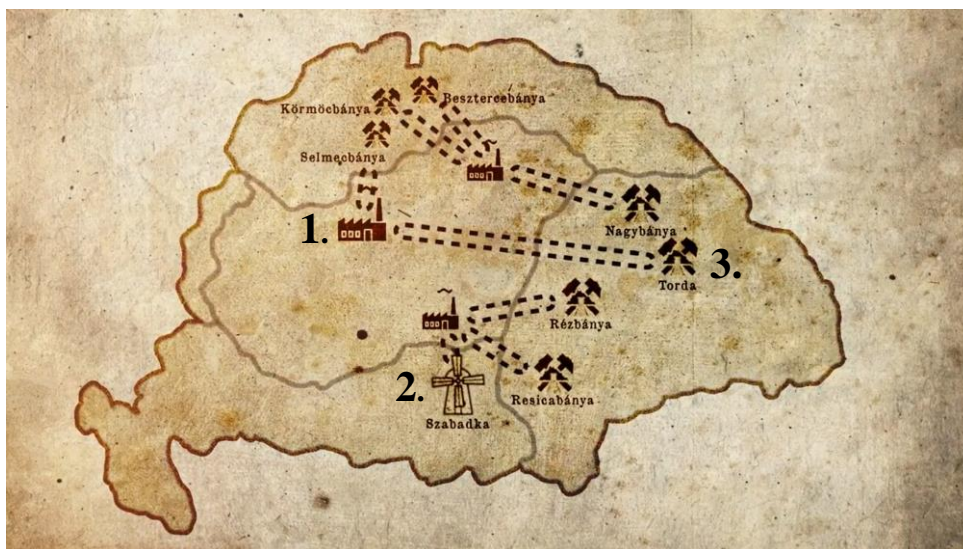 Besztercebánya
Körmöcbánya
Selmecbánya
1.
Nagybánya
3.
Torda
Rézbánya
2.
Resicabánya
Szabadka